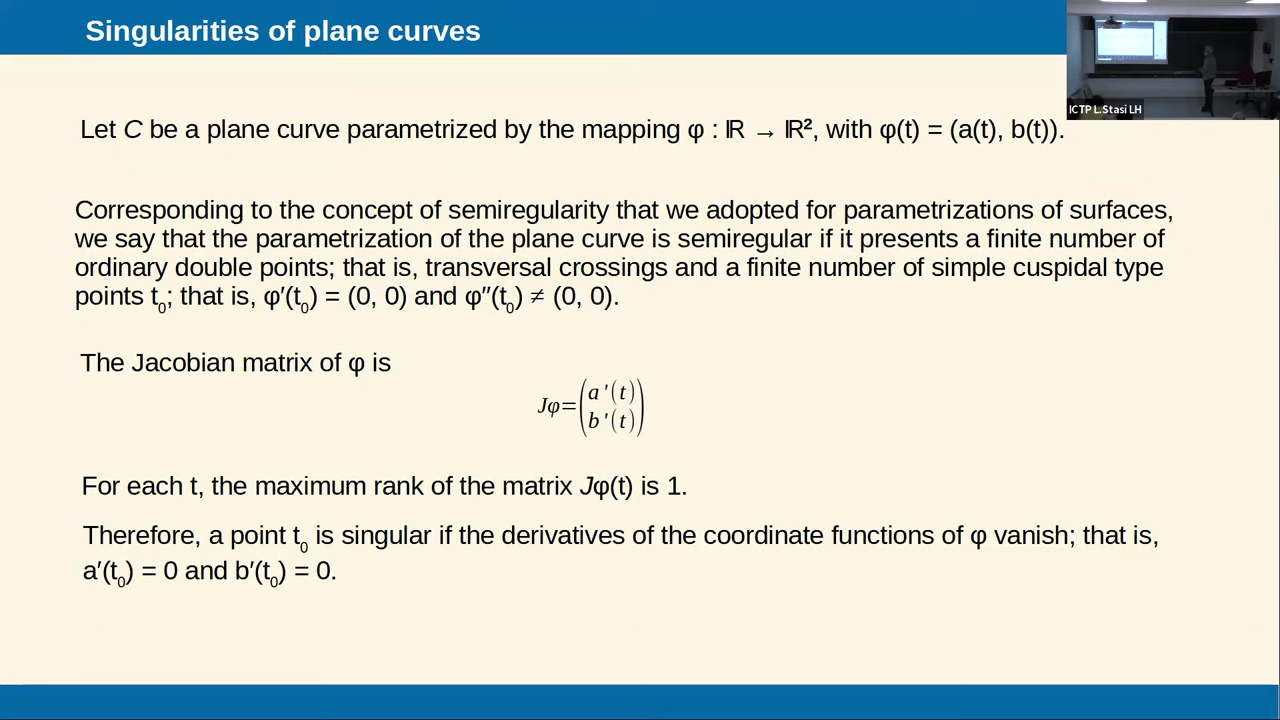 Singularities of plane curves
ICTP L.Stasi LH
Let C be a plane curve parametrized by the mapping φ : ℝ → ℝ², with φ(t) = (a(t), b(t)).
Corresponding to the concept of semiregularity that we adopted for parametrizations of surfaces,
we say that the parametrization of the plane curve is semiregular if it presents a finite number of
ordinary double points; that is, transversal crossings and a finite number of simple cuspidal type
points t₀; that is, φ′(t₀) = (0, 0) and φ″(t₀) ≠ (0, 0).
The Jacobian matrix of φ is
Jφ=(a '(t)
b '(t))
For each t, the maximum rank of the matrix Jφ(t) is 1.
Therefore, a point t₀ is singular if the derivatives of the coordinate functions of φ vanish; that is,
a′(t₀) = 0 and b′(t₀) = 0.